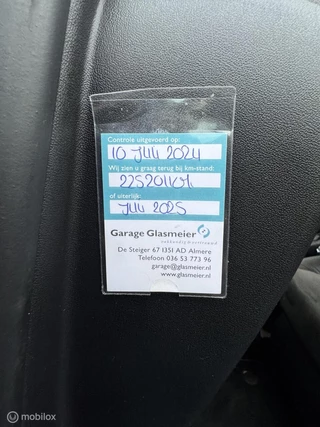 Controle uitgevoerd op:
10 JULI 2024
Wij zien u graag terug bij km-stand:
225201KM
of uiterlijk:
JULI 2025
Garage Glasmeier
vakkundig & vertrouwd
De Steiger 67 1351 AD Almere
Telefoon 036 53 773 96
garage@glasmeier.nl
www.glasmeier.nl
mobilox